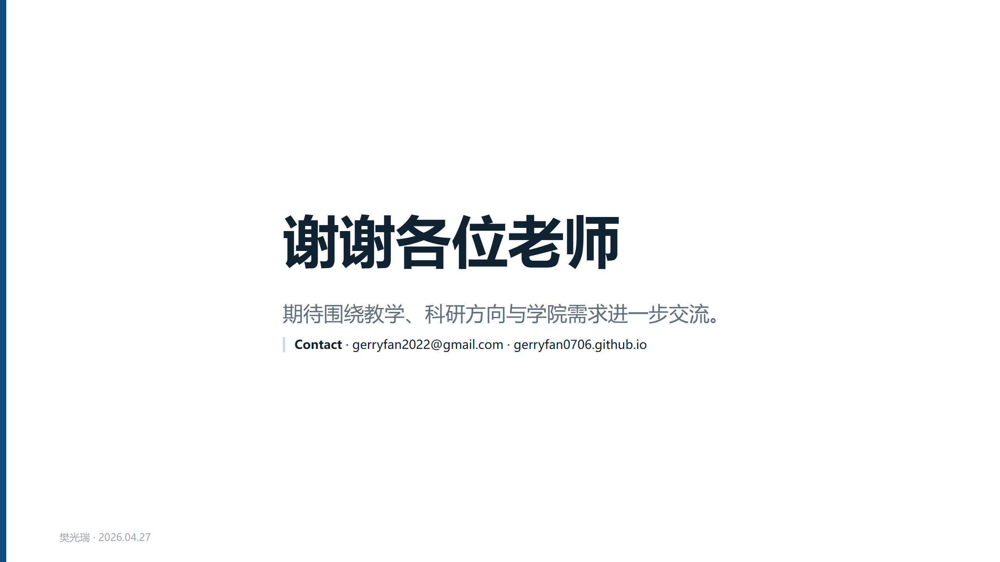 谢谢各位老师
期待围绕教学、科研方向与学院需求进一步交流。
Contact · gerryfan2022@gmail.com · gerryfan0706.github.io
樊光瑞 · 2026.04.27